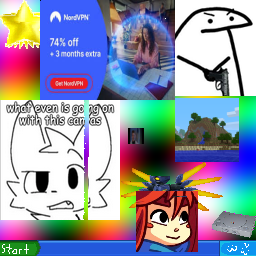 NordVPN
74% off
+ 3 months extra
Get NordVPN
what even is going on
with this canvas
Start